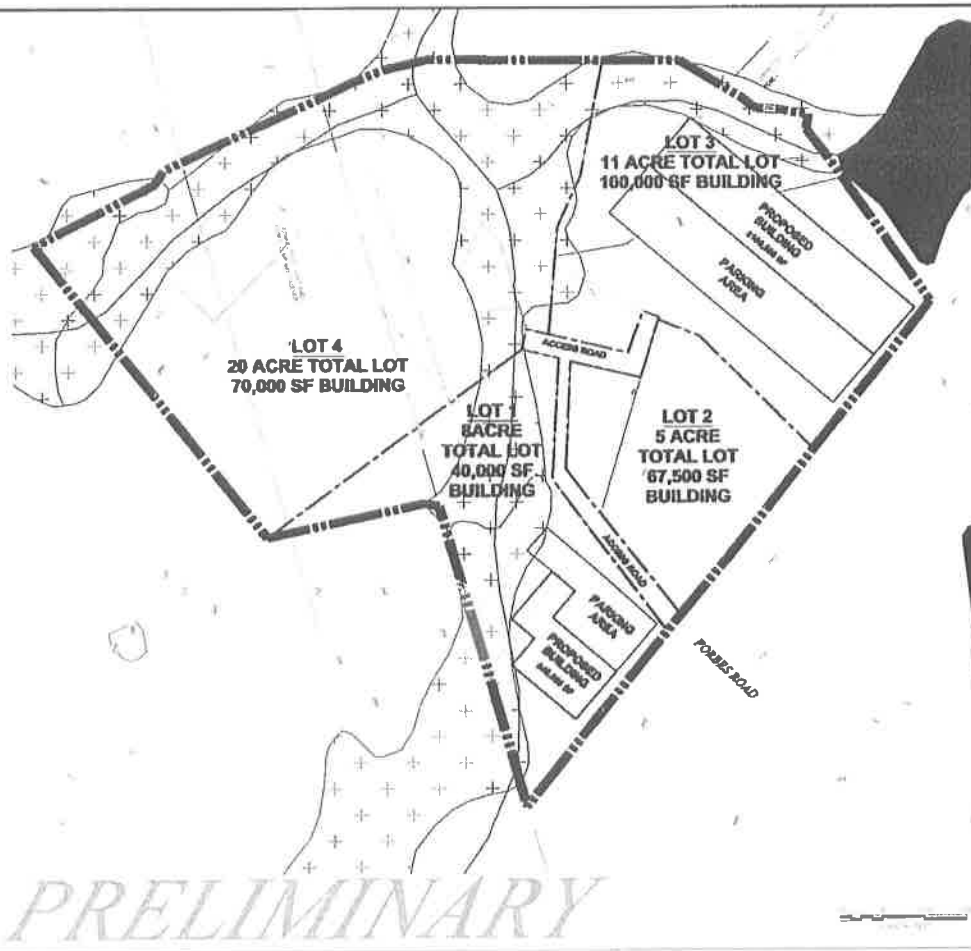 LOT 3
11 ACRE TOTAL LOT
100,000 SF BUILDING
PROPOSED
BUILDING
PARKING
AREA
ACCESS ROAD
LOT 4
20 ACRE TOTAL LOT
70,000 SF BUILDING
LOT 1
8ACRE
TOTAL LOT
40,000 SF
BUILDING
LOT 2
5 ACRE
TOTAL LOT
67,500 SF
BUILDING
ACCESS ROAD
PARKING
AREA
PROPOSED
BUILDING
FORBES ROAD
PRELIMINARY